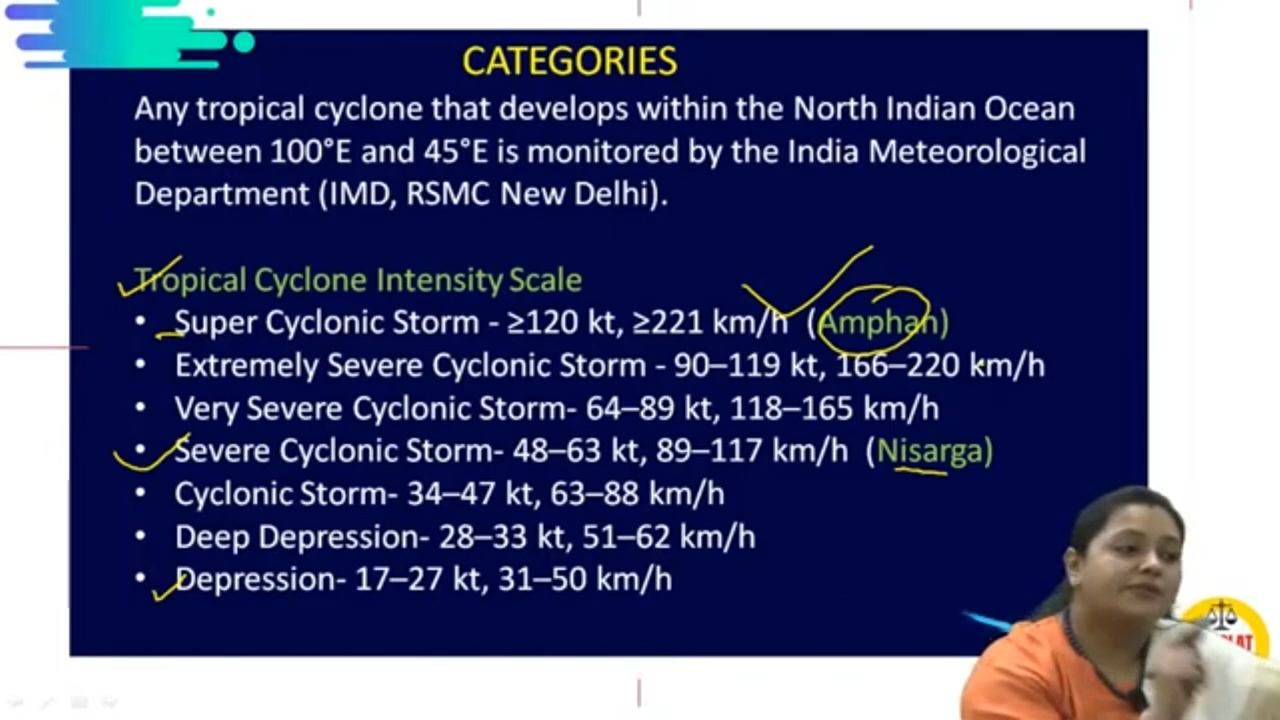 CATEGORIES
Any tropical cyclone that develops within the North Indian Ocean
between 100°E and 45°E is monitored by the India Meteorological
Department (IMD, RSMC New Delhi).
Tropical Cyclone Intensity Scale
• Super Cyclonic Storm - ≥120 kt, ≥221 km/h (Amphan)
• Extremely Severe Cyclonic Storm - 90–119 kt, 166–220 km/h
• Very Severe Cyclonic Storm- 64–89 kt, 118–165 km/h
• Severe Cyclonic Storm- 48–63 kt, 89–117 km/h (Nisarga)
• Cyclonic Storm- 34–47 kt, 63–88 km/h
• Deep Depression- 28–33 kt, 51–62 km/h
• Depression- 17–27 kt, 31–50 km/h